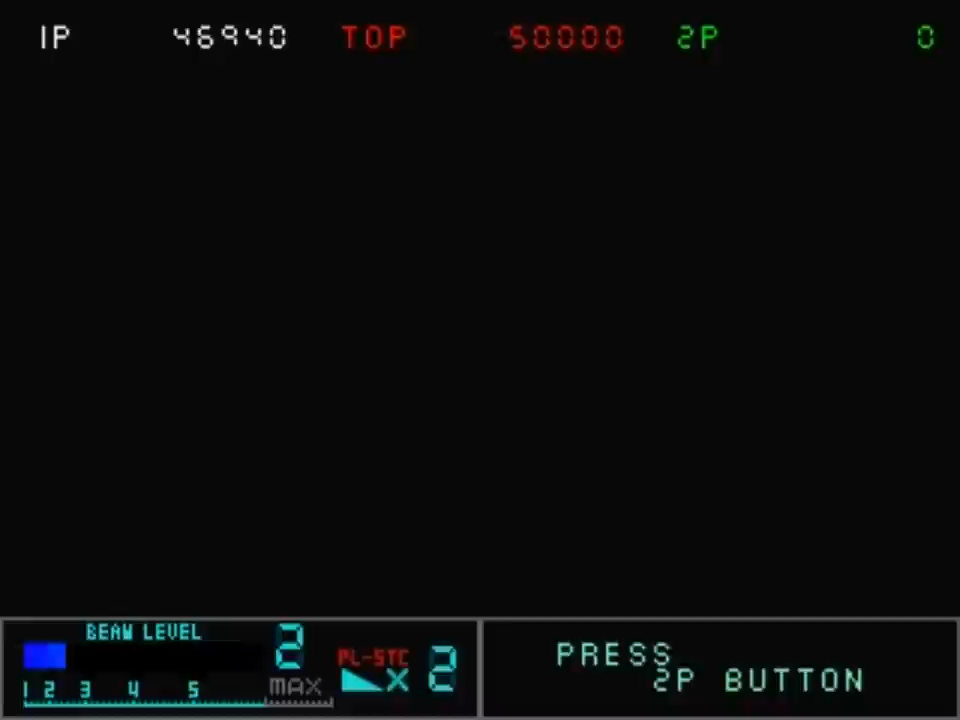 1P 46940 TOP 50000 2P 0
BEAM LEVEL 2
PL-STC
X 2
1 2 3 4 5 MAX
PRESS
2P BUTTON